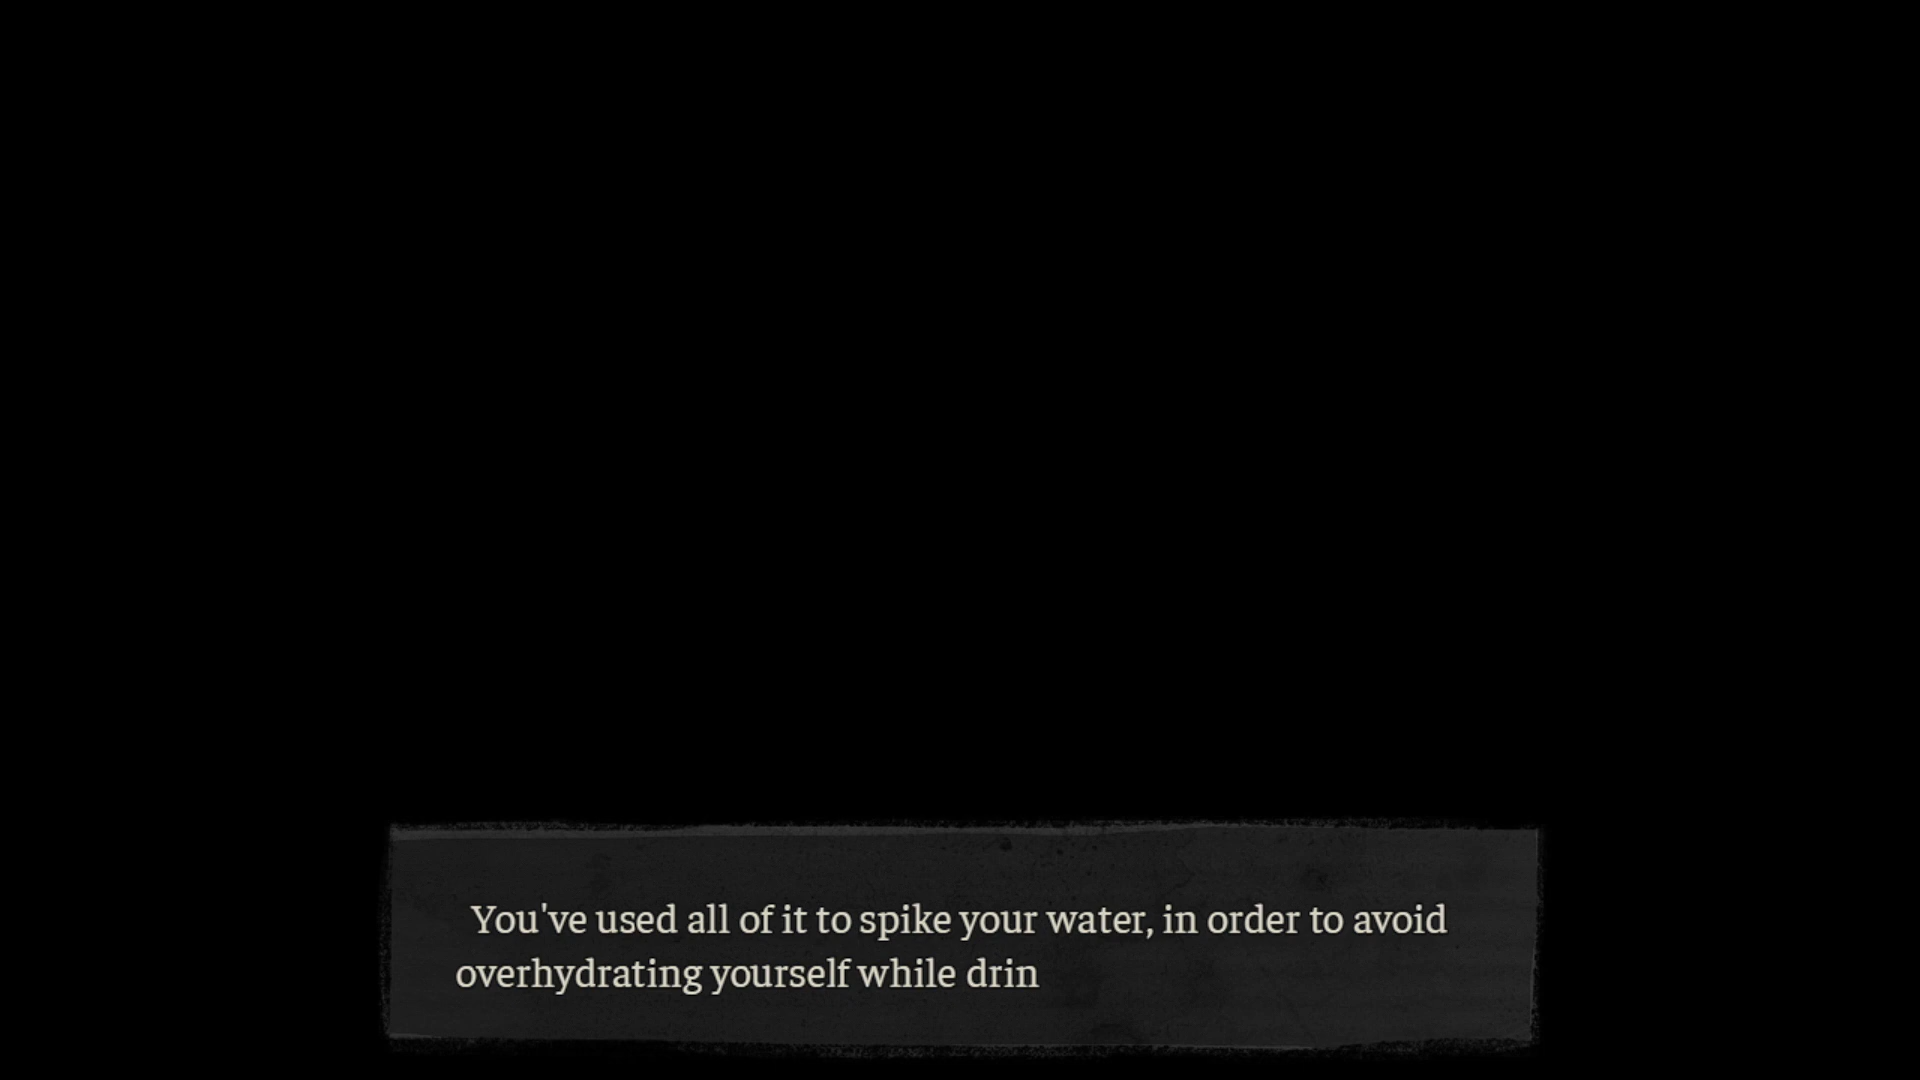 You've used all of it to spike your water, in order to avoid
overhydrating yourself while drin